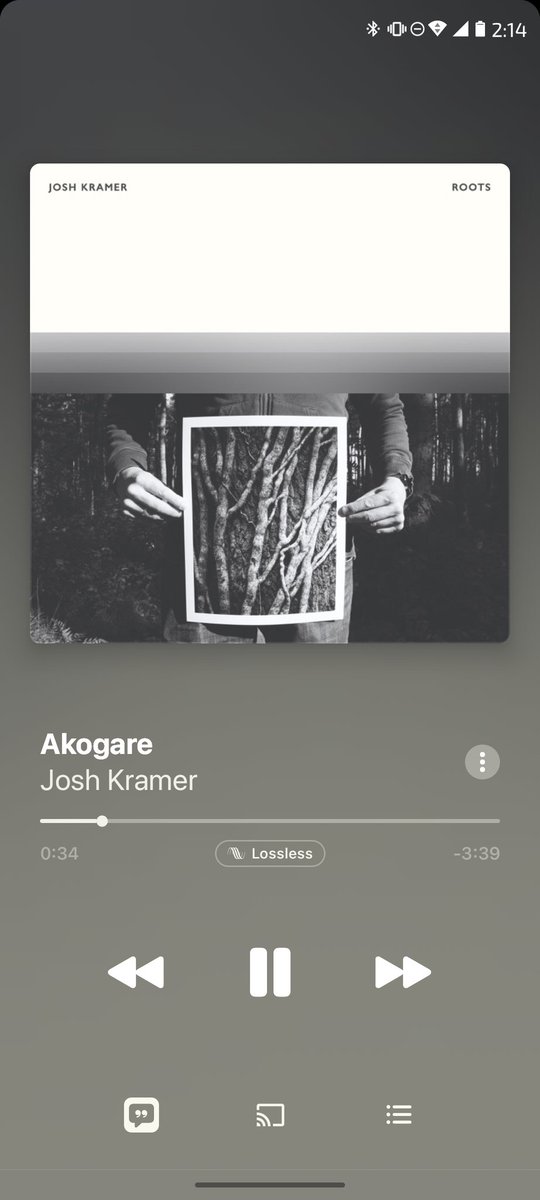 2:14
JOSH KRAMER
ROOTS
Akogare
Josh Kramer
0:34
Lossless
-3:39